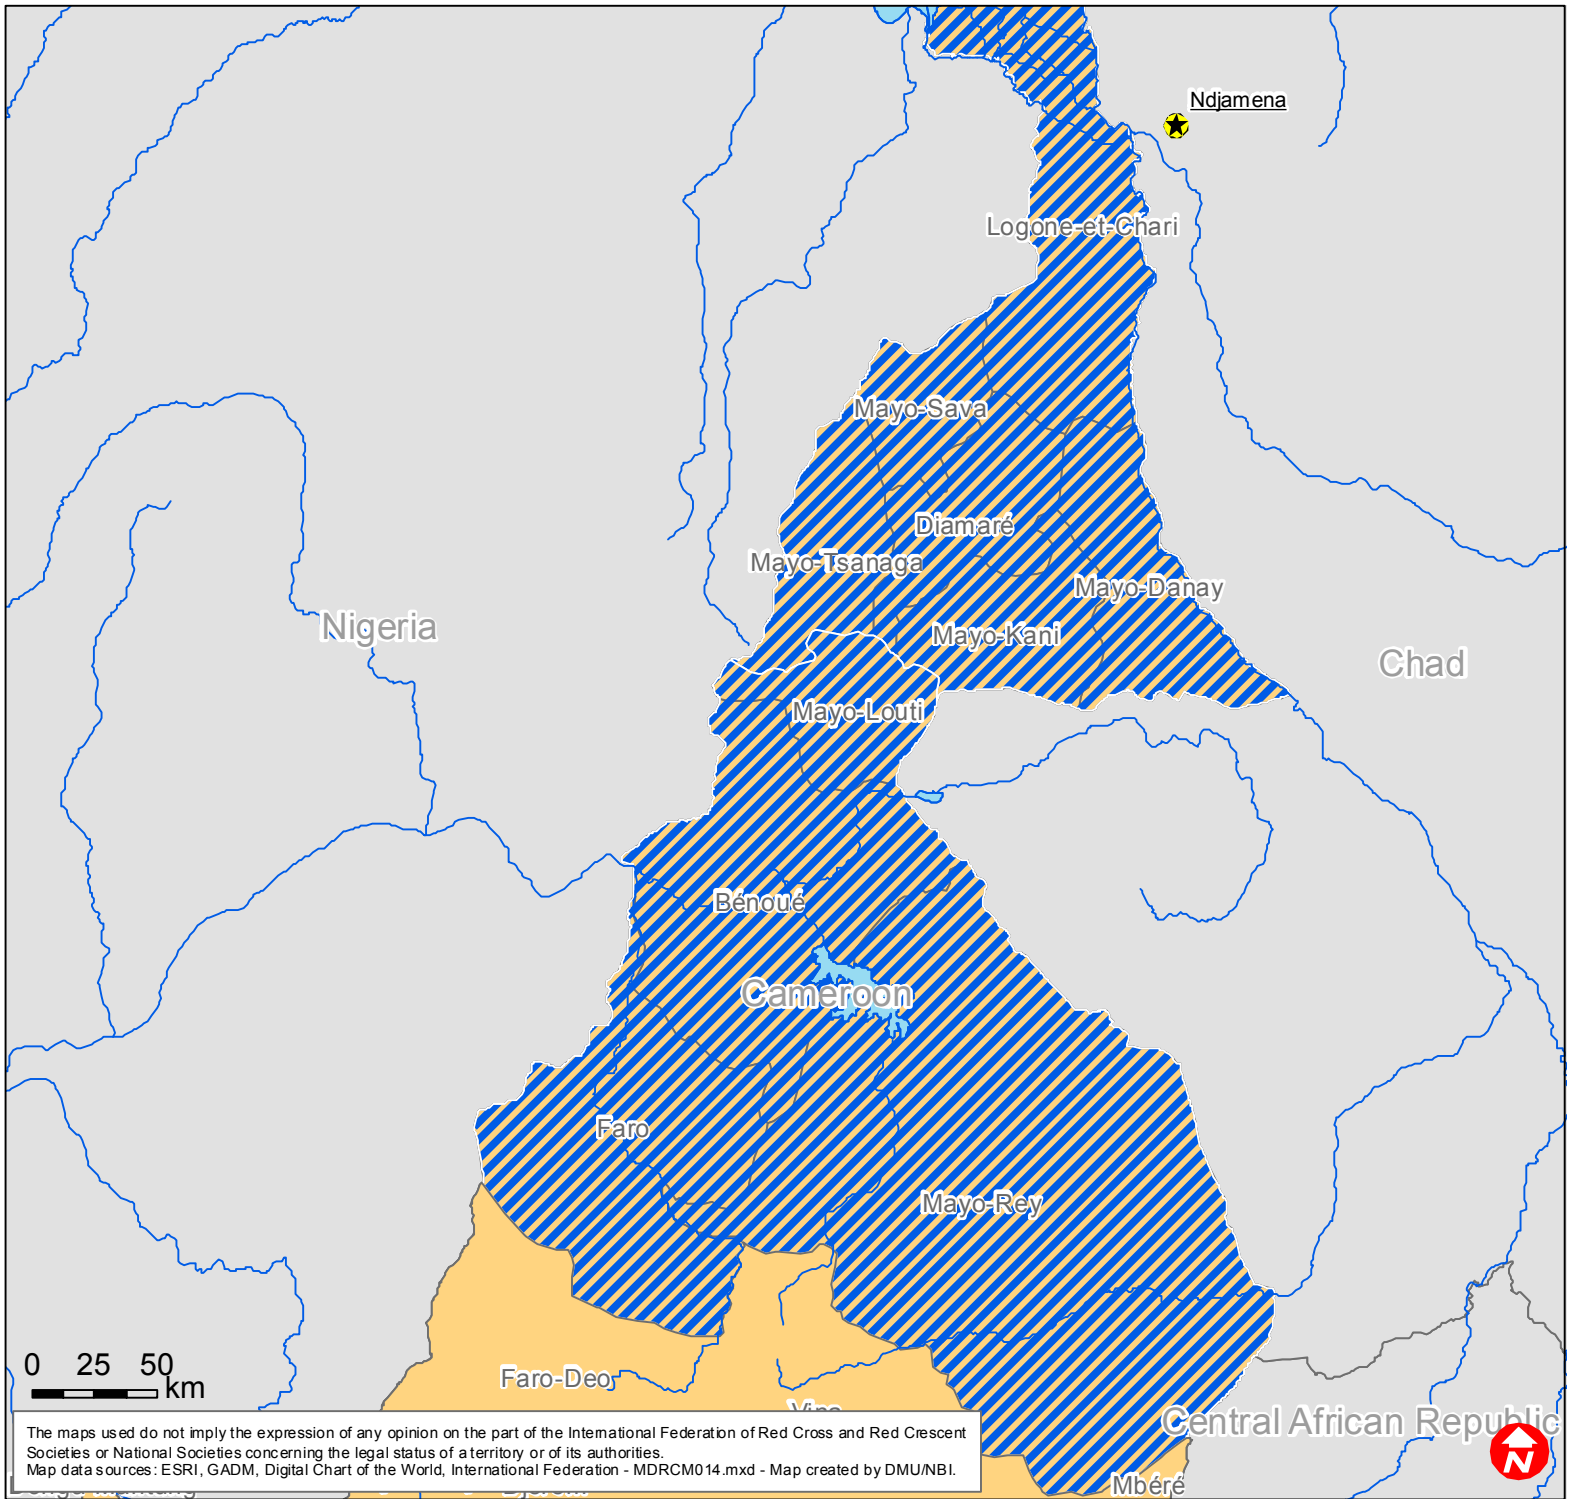 Ndjamena
Logone-et-Chari
Mayo-Sava
Diamaré
Mayo-Tsanaga
Mayo-Danay
Nigeria
Mayo-Kani
Chad
Mayo-Louti
Bénoué
Cameroon
Faro
Mayo-Rey
0 25 50
km
Faro-Deo
Vina
Central African Republic
The maps used do not imply the expression of any opinion on the part of the International Federation of Red Cross and Red Crescent
Societies or National Societies concerning the legal status of a territory or of its authorities.
Map data sources: ESRI, GADM, Digital Chart of the World, International Federation - MDRCM014.mxd - Map created by DMU/NBI.
N
Mbéré